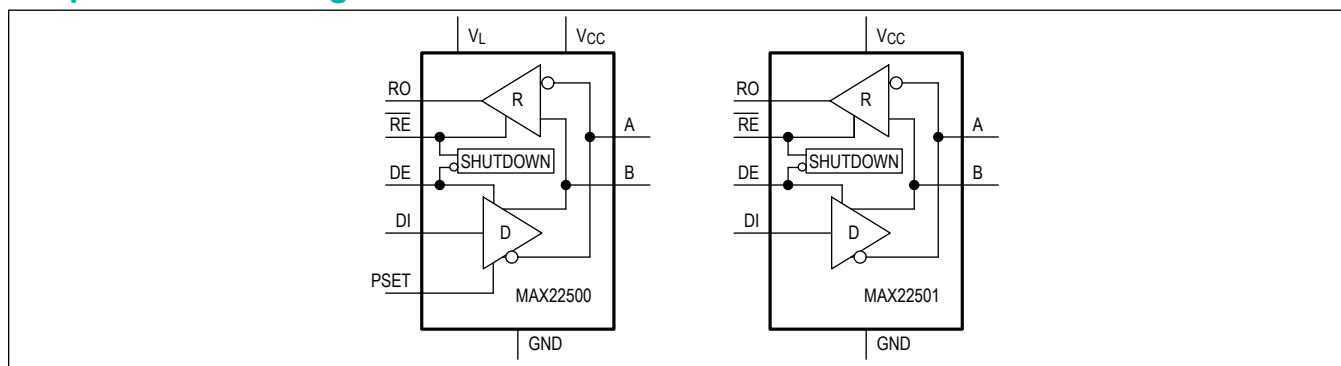 VL VCC
RO
R
RE
A
SHUTDOWN
DE
B
DI
D
PSET
MAX22500
GND
VCC
RO
R
RE
A
SHUTDOWN
DE
B
DI
D
MAX22501
GND